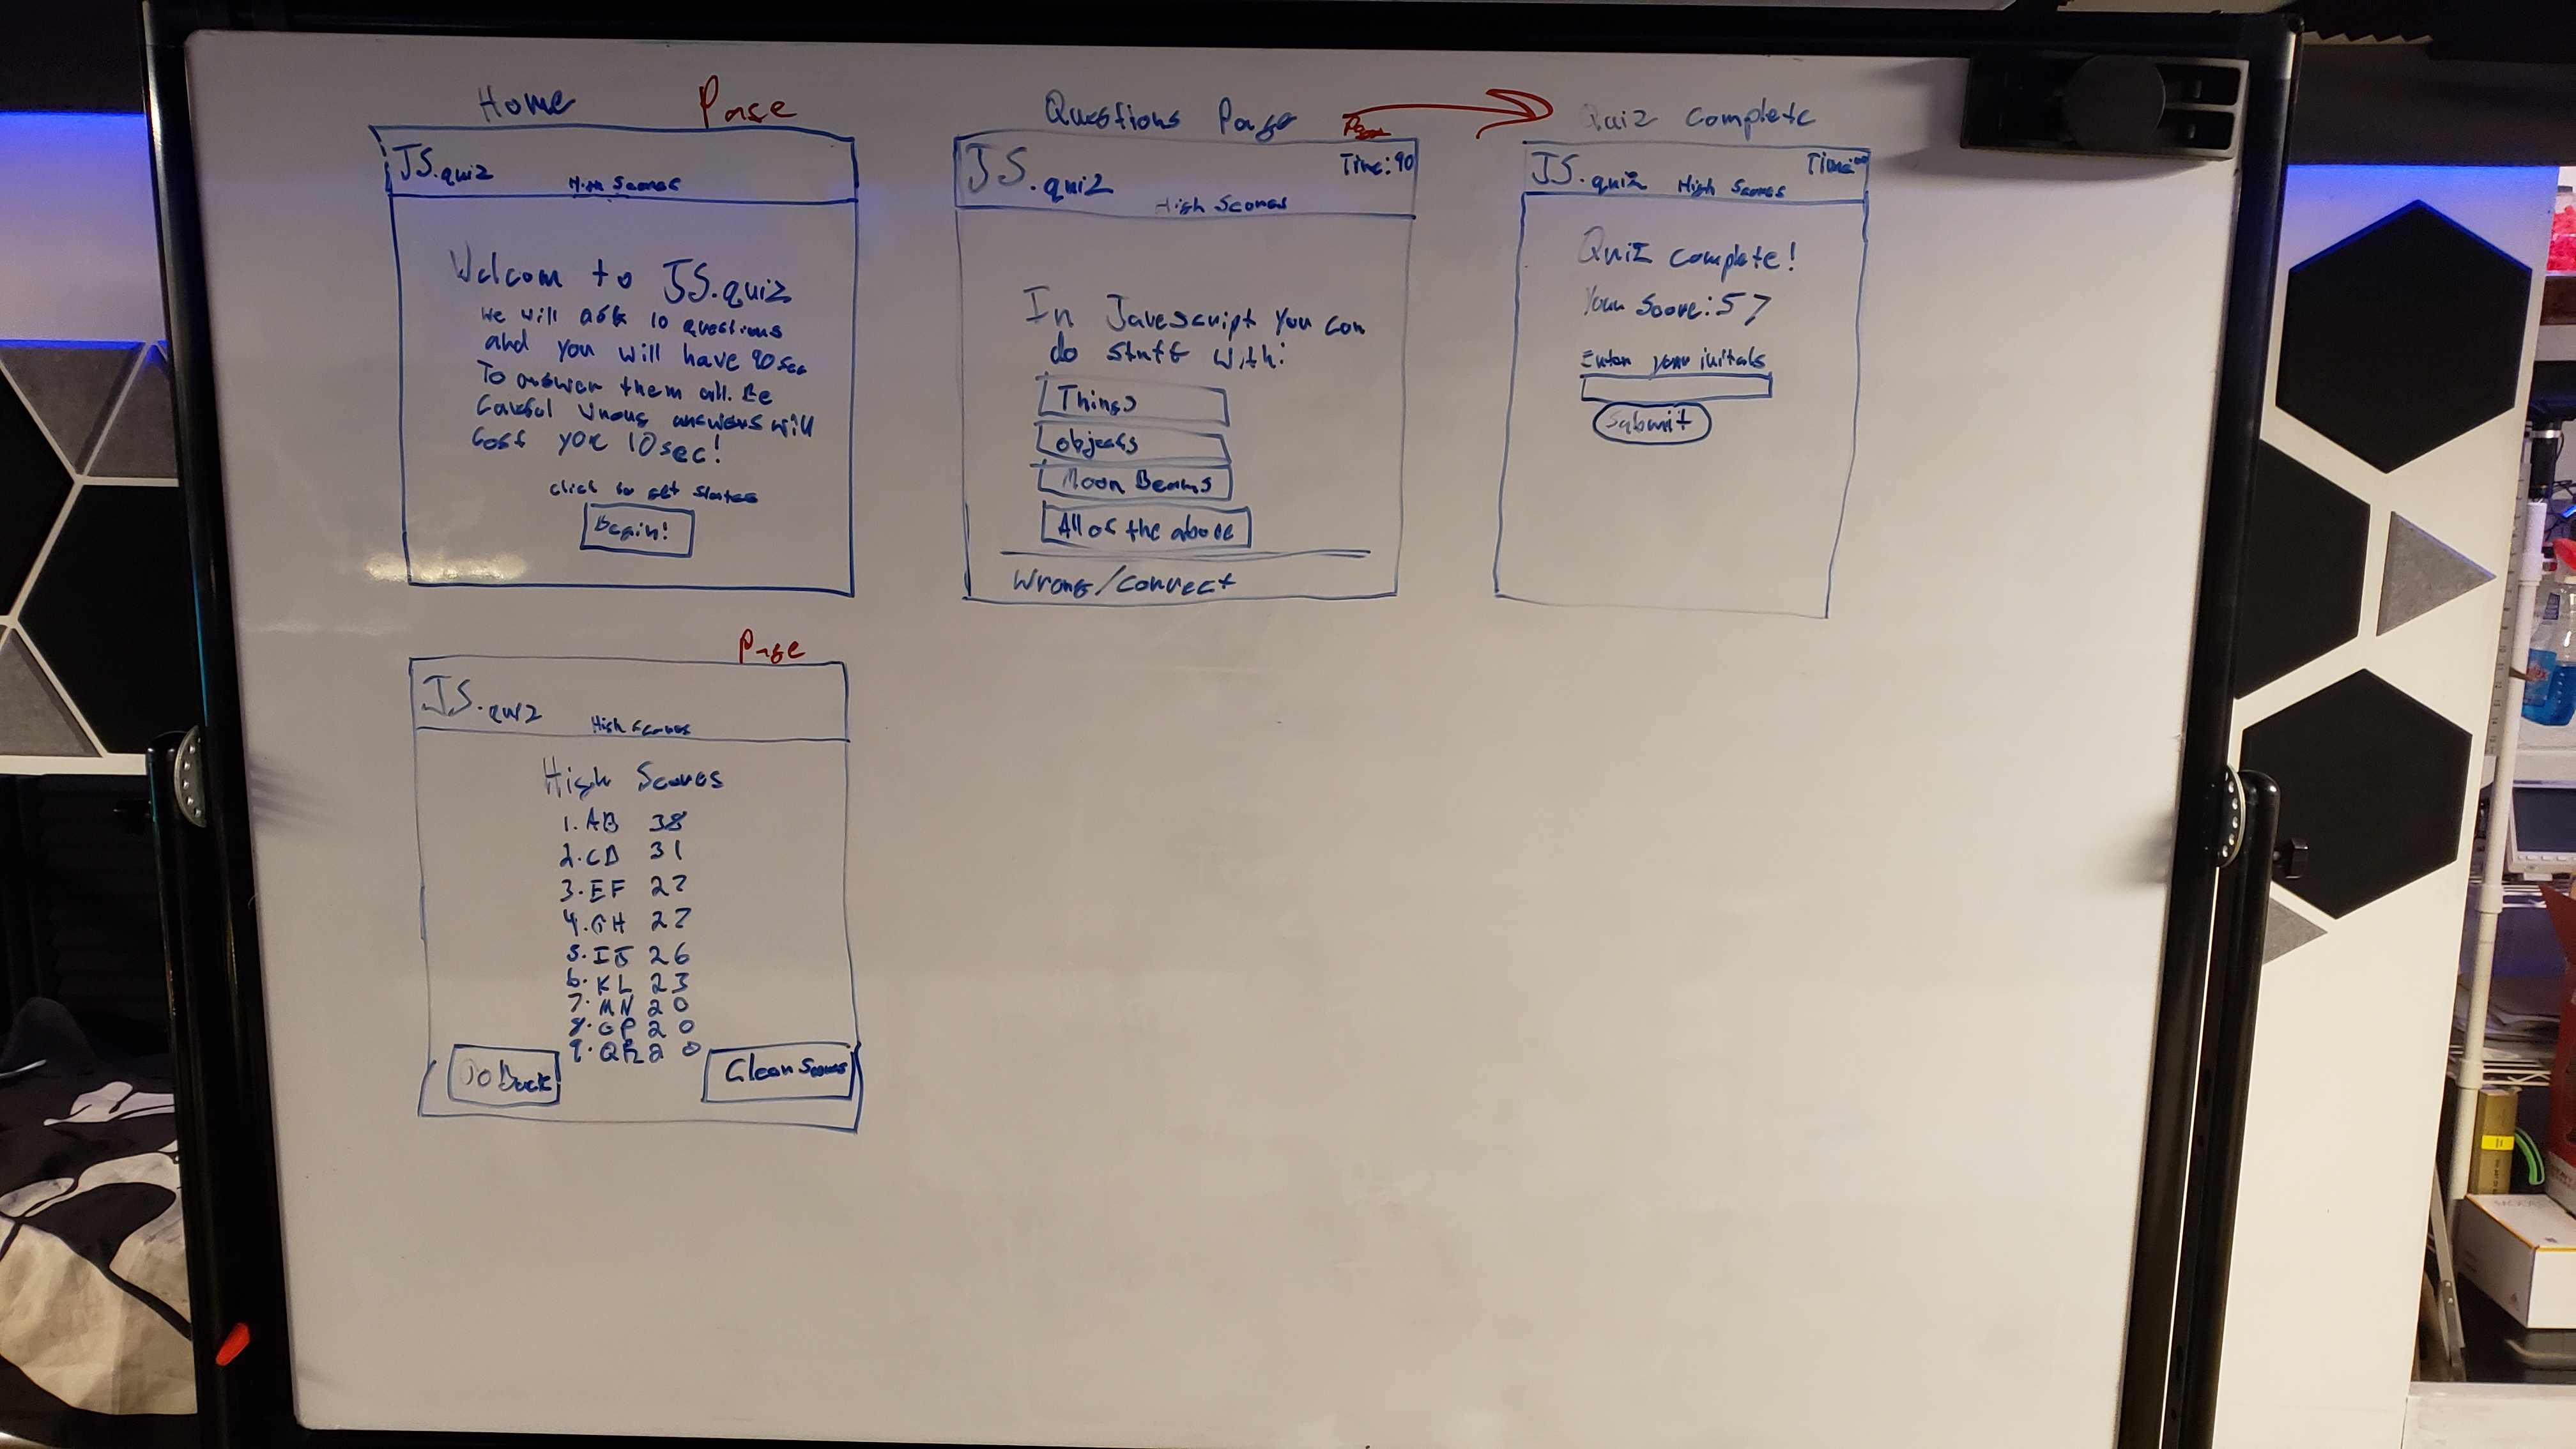 Home Page
JS.quiz
High Scores
Welcom to JS.quiz
we will ask 10 questions
and you will have 90 sec
To answer them all. Be
Careful wrong answers will
Cost you 10 sec!
click to get started
Begin!
Questions Page
JS.quiz
Time: 90
High Scores
In Javascript you can
do stuff with:
Things
objects
Moon Beams
All of the above
Wrong/Correct
Quiz Complete
JS.quiz High Scores Time:
Quiz Complete!
Your Score: 57
Enter your initals
Submit
Page
JS.quiz
High Scores
High Scores
1. AB 38
2. CD 31
3. EF 27
4. GH 27
5. IJ 26
6. KL 23
7. MN 20
8. OP 20
9. QR 20
Go Back
Clear Scores